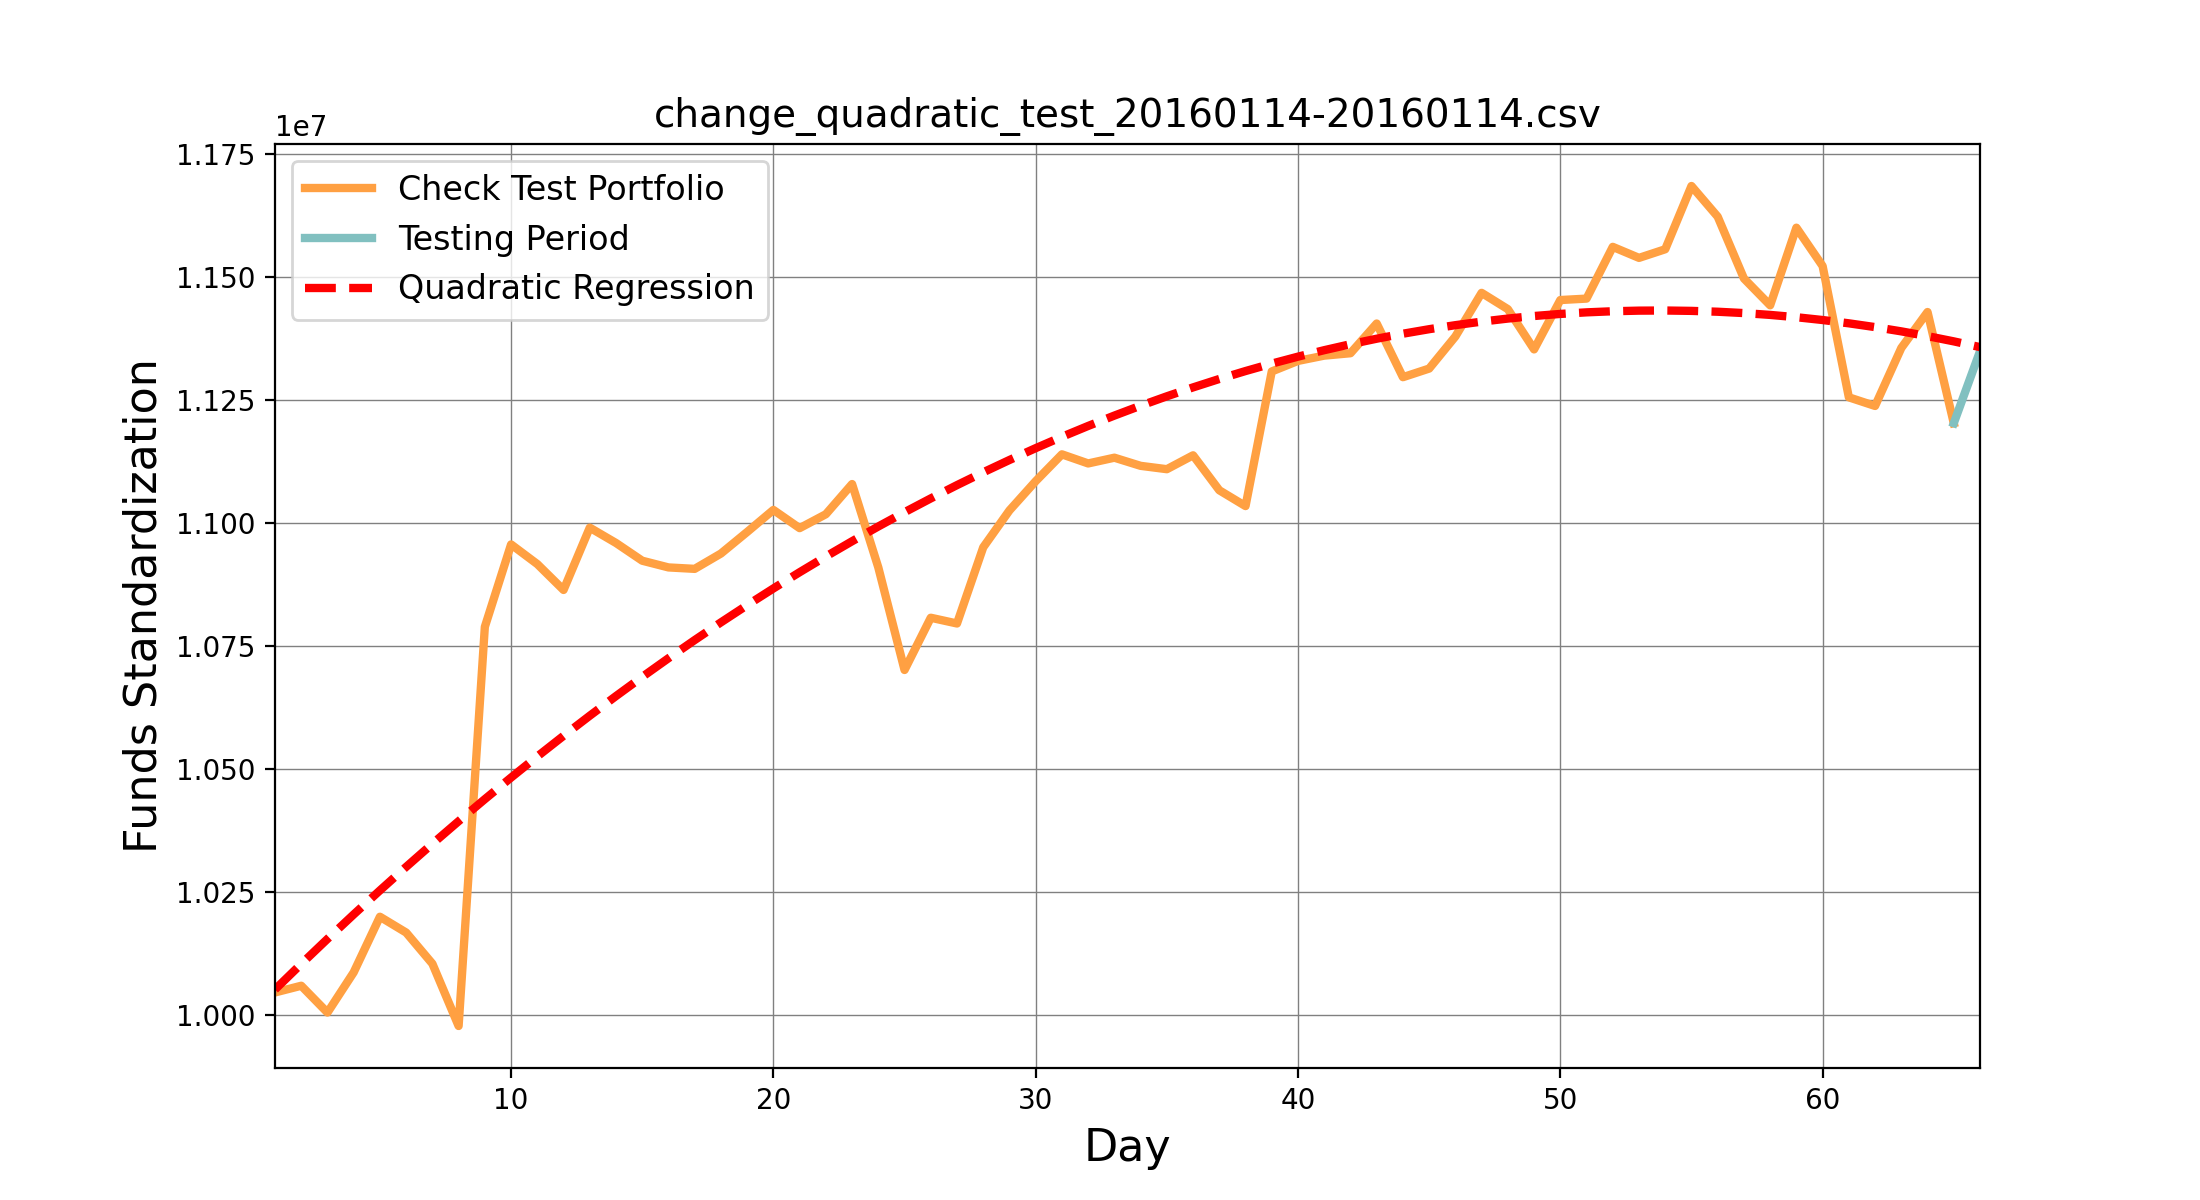 change_quadratic_test_20160114-20160114.csv
1e7
1.175
1.150
1.125
1.100
1.075
1.050
1.025
1.000
Funds Standardization
Check Test Portfolio
Testing Period
Quadratic Regression
10 20 30 40 50 60
Day